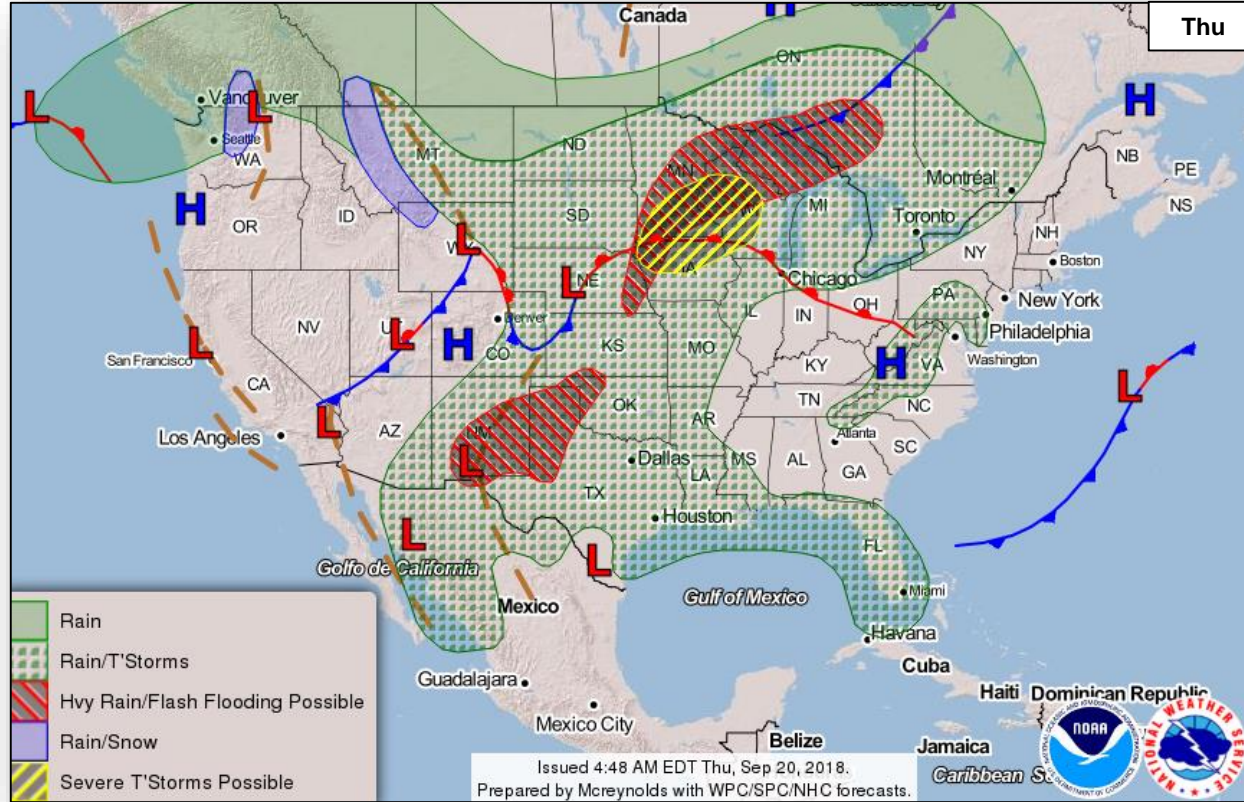 Canada
Thu
ON
Vancouver
Seattle
WA
MT
ND
MN
NB
PE
NS
Montréal
OR
ID
SD
MI
Toronto
NH
NY
Boston
L
H
NE
IA
Chicago
PA
New York
NV
Denver
CO
IL
IN
OH
Philadelphia
San Francisco
KS
MO
KY
VA
Washington
CA
TN
NC
Los Angeles
AZ
NM
OK
AR
Atlanta
SC
Dallas
MS
AL
GA
TX
LA
Houston
FL
Golfo de California
Mexico
Gulf of Mexico
Miami
Havana
Cuba
Guadalajara
Haiti
Dominican Republic
Mexico City
Belize
Jamaica
Rain
Rain/T'Storms
Hvy Rain/Flash Flooding Possible
Rain/Snow
Severe T'Storms Possible
Issued 4:48 AM EDT Thu, Sep 20, 2018.
Prepared by Mcreynolds with WPC/SPC/NHC forecasts.
NOAA
NATIONAL WEATHER SERVICE